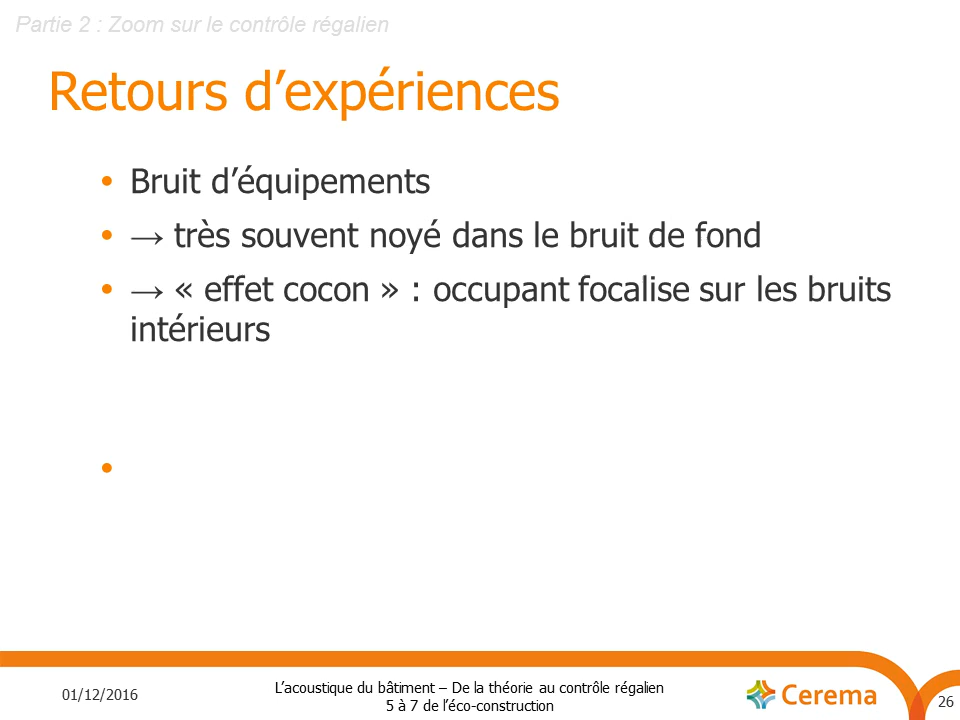 Partie 2 : Zoom sur le contrôle régalien
Retours d’expériences
• Bruit d’équipements
• → très souvent noyé dans le bruit de fond
• → « effet cocon » : occupant focalise sur les bruits
intérieurs
•
01/12/2016
L’acoustique du bâtiment – De la théorie au contrôle régalien
5 à 7 de l’éco-construction
Cerema
26